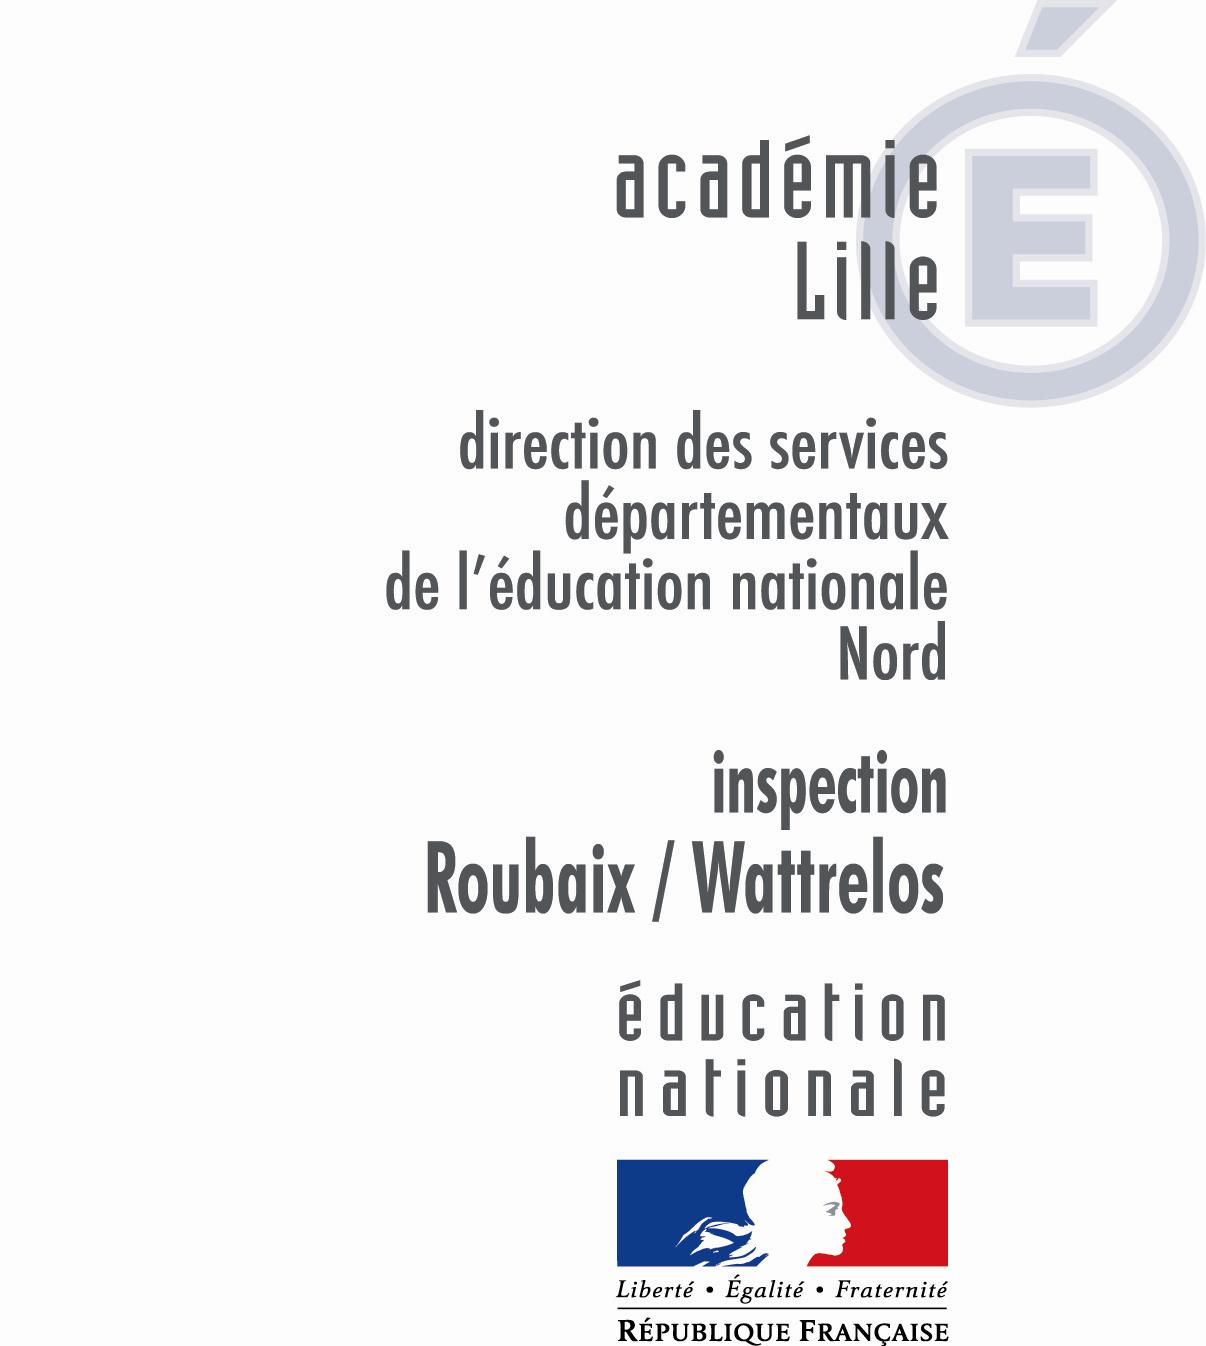 É
académie
Lille
direction des services
départementaux
de l’éducation nationale
Nord
inspection
Roubaix / Wattrelos
éducation
nationale
Liberté • Égalité • Fraternité
RÉPUBLIQUE FRANÇAISE